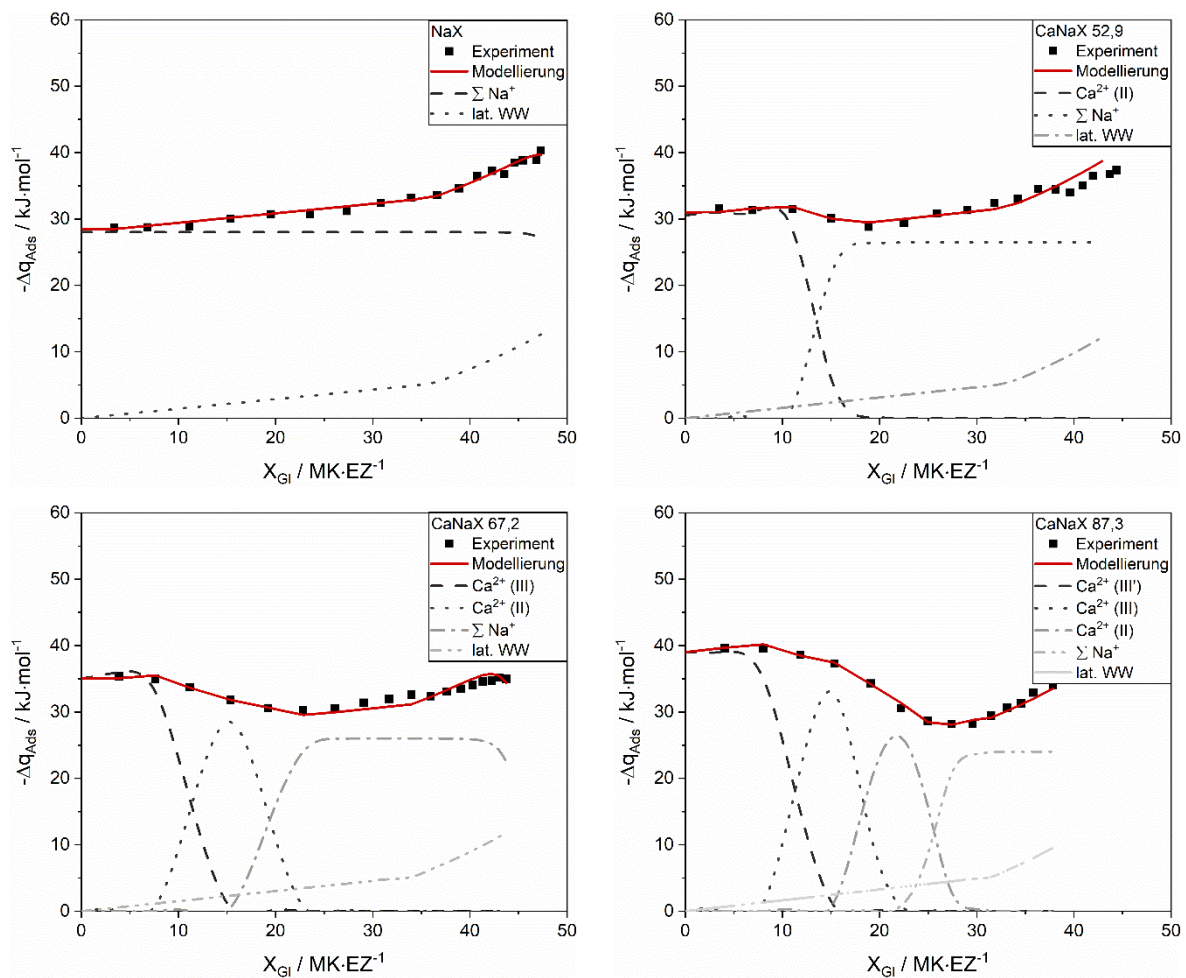 NaX
Experiment
Modellierung
∑ Na⁺
lat. WW
60
50
40
30
20
10
0
-Δq_Ads / kJ·mol⁻¹
0 10 20 30 40 50
X_GI / MK·EZ⁻¹
CaNaX 52,9
Experiment
Modellierung
Ca²⁺ (II)
∑ Na⁺
lat. WW
60
50
40
30
20
10
0
-Δq_Ads / kJ·mol⁻¹
0 10 20 30 40 50
X_GI / MK·EZ⁻¹
CaNaX 67,2
Experiment
Modellierung
Ca²⁺ (III)
Ca²⁺ (II)
∑ Na⁺
lat. WW
60
50
40
30
20
10
0
-Δq_Ads / kJ·mol⁻¹
0 10 20 30 40 50
X_GI / MK·EZ⁻¹
CaNaX 87,3
Experiment
Modellierung
Ca²⁺ (III')
Ca²⁺ (III)
Ca²⁺ (II)
∑ Na⁺
lat. WW
60
50
40
30
20
10
0
-Δq_Ads / kJ·mol⁻¹
0 10 20 30 40 50
X_GI / MK·EZ⁻¹